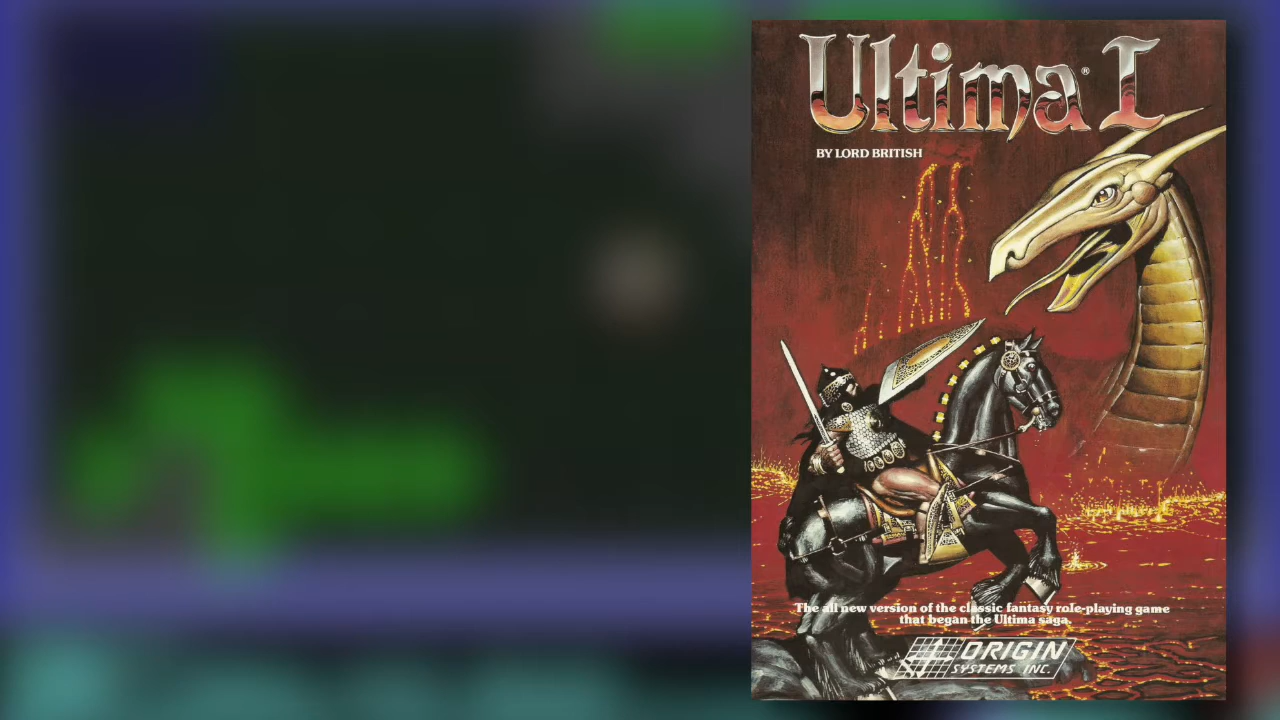 Ultima® I
BY LORD BRITISH
The all new version of the classic fantasy role-playing game
that began the Ultima saga.
ORIGIN
SYSTEMS INC.